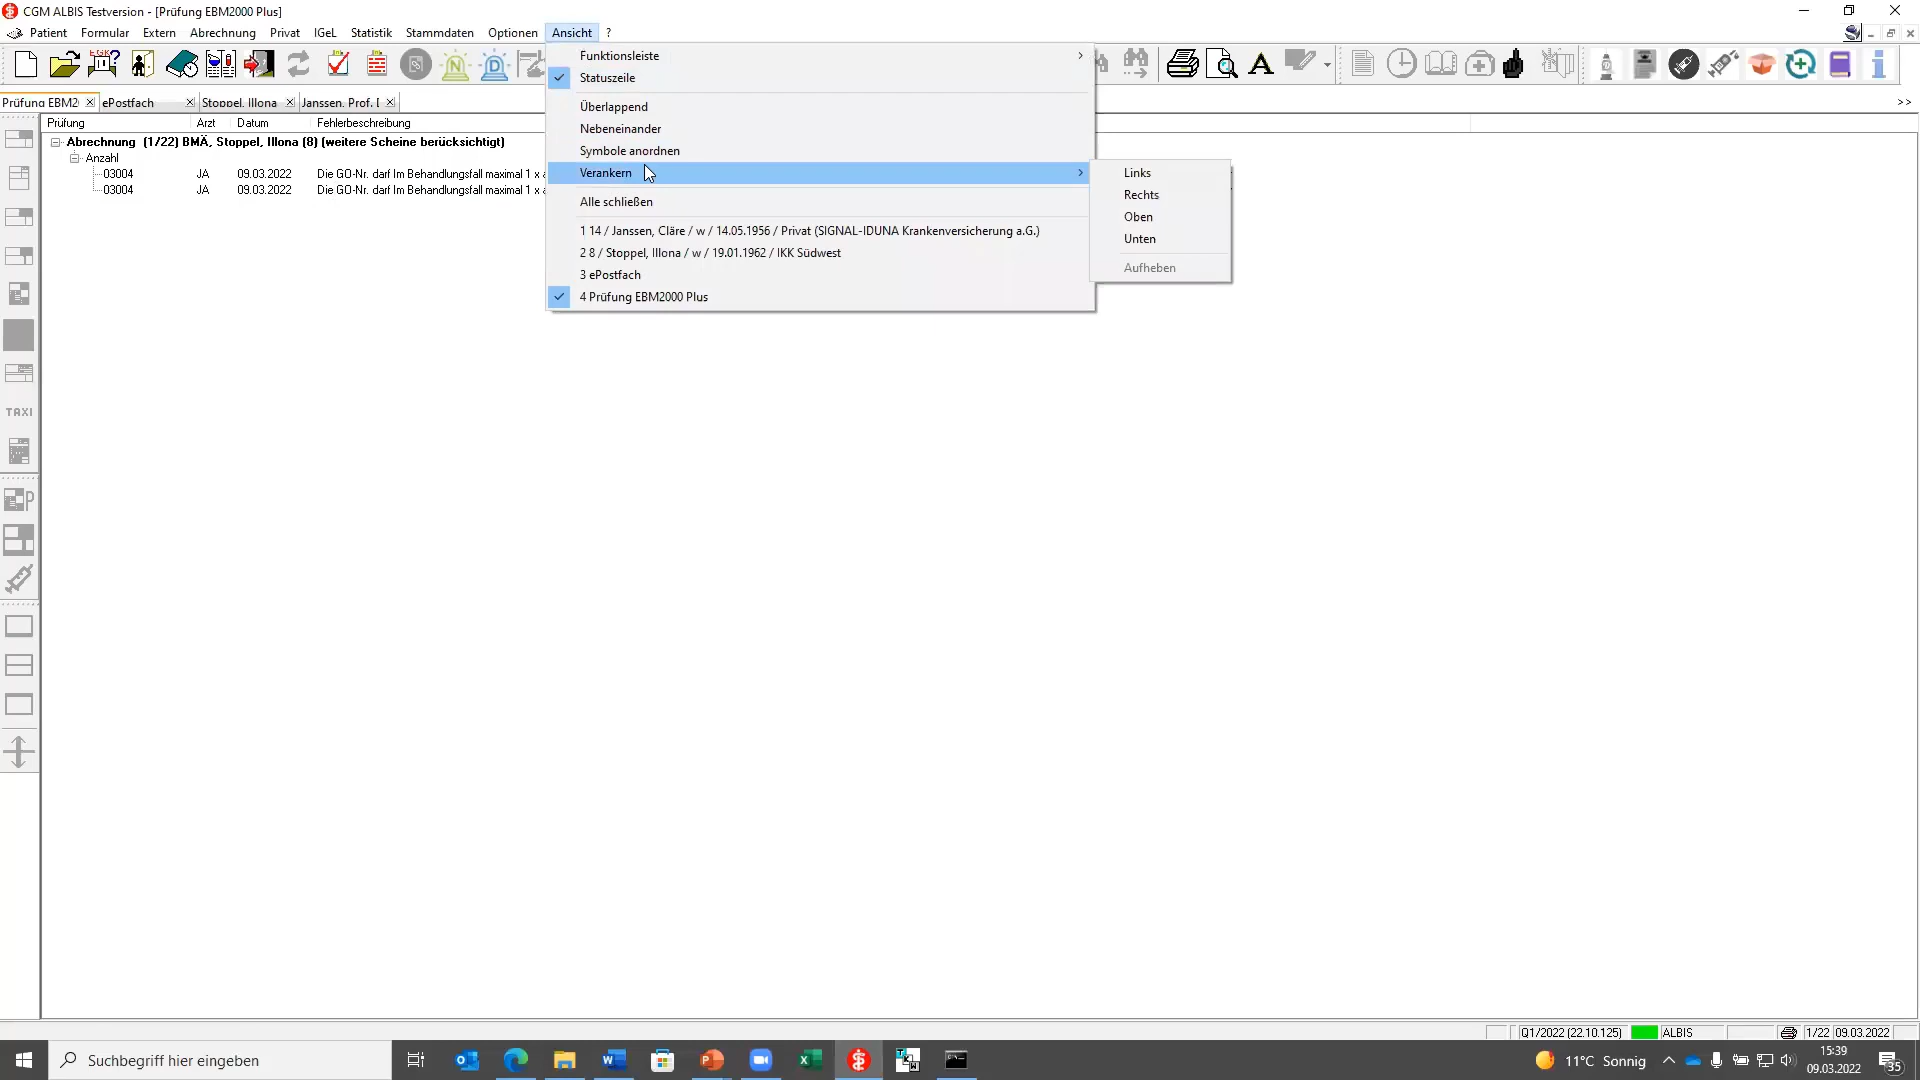 CGM ALBIS Testversion - [Prüfung EBM2000 Plus]
Patient Formular Extern Abrechnung Privat IGeL Statistik Stammdaten Optionen Ansicht ?
EGK?
N D
Prüfung EBM2 ePostfach Stoppel, Illona Janssen, Prof. [ >>
Prüfung Arzt Datum Fehlerbeschreibung
Abrechnung (1/22) BMÄ, Stoppel, Illona (8) (weitere Scheine berücksichtigt)
Anzahl
03004 JA 09.03.2022 Die GO-Nr. darf Im Behandlungsfall maximal 1 x a
03004 JA 09.03.2022 Die GO-Nr. darf Im Behandlungsfall maximal 1 x a
Funktionsleiste
Statuszeile
Überlappend
Nebeneinander
Symbole anordnen
Verankern
Alle schließen
1 14 / Janssen, Cläre / w / 14.05.1956 / Privat (SIGNAL-IDUNA Krankenversicherung a.G.)
2 8 / Stoppel, Illona / w / 19.01.1962 / IKK Südwest
3 ePostfach
4 Prüfung EBM2000 Plus
Links
Rechts
Oben
Unten
Aufheben
TAXI
P
Q1/2022 (22.10.125) ALBIS 1/22 09.03.2022
Suchbegriff hier eingeben
11°C Sonnig
15:39
09.03.2022
35